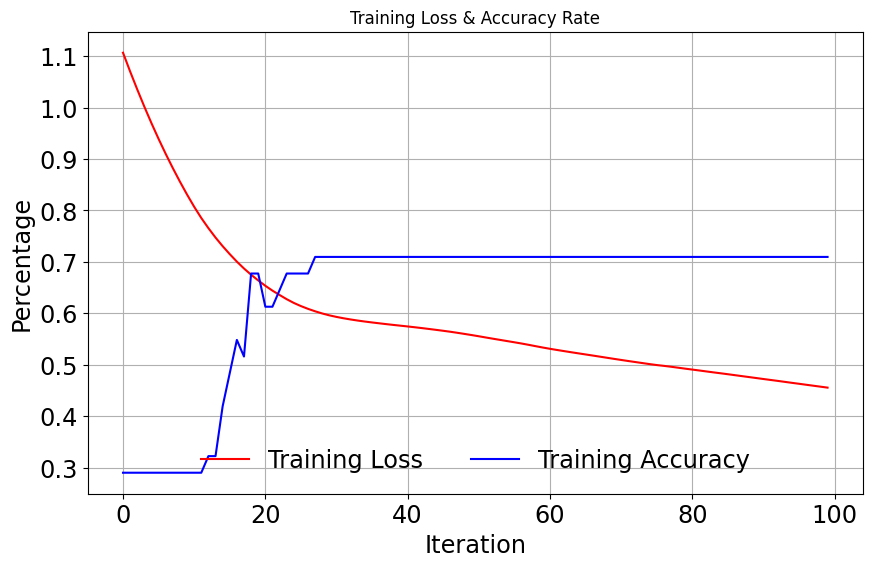 Training Loss & Accuracy Rate
Percentage
1.1
1.0
0.9
0.8
0.7
0.6
0.5
0.4
0.3
Training Loss Training Accuracy
0 20 40 60 80 100
Iteration